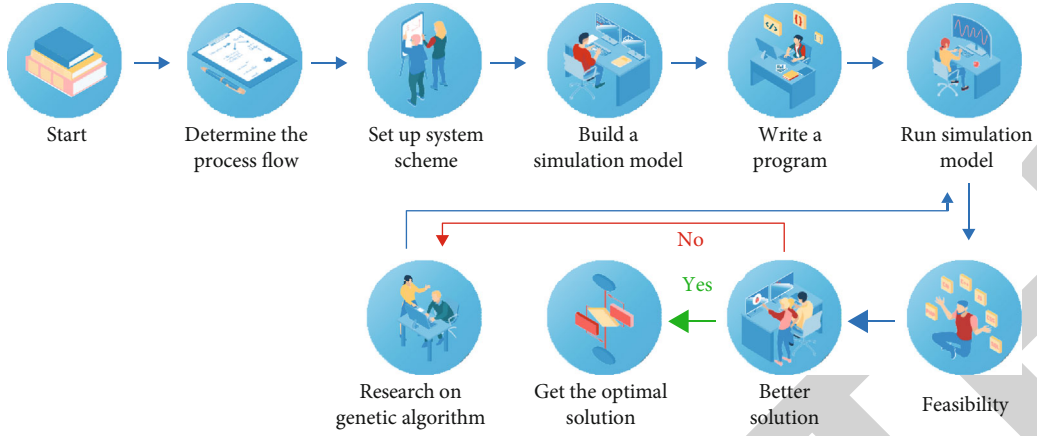 Start
Determine the
process flow
Set up system
scheme
Build a
simulation model
Write a
program
Run simulation
model
No
Yes
Research on
genetic algorithm
Get the optimal
solution
Better
solution
Feasibility